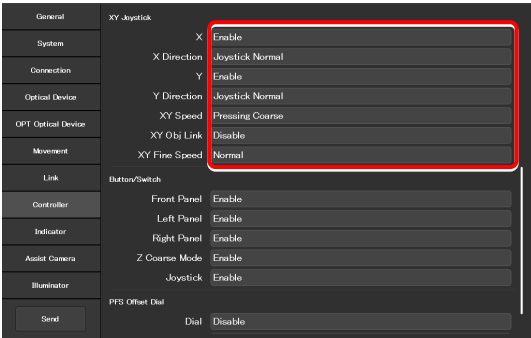 General
System
Connection
Optical Device
OPT Optical Device
Movement
Link
Controller
Indicator
Assist Camera
Illuminator
Send
XY Joystick
X Enable
X Direction Joystick Normal
Y Enable
Y Direction Joystick Normal
XY Speed Pressing Coarse
XY Obj Link Disable
XY Fine Speed Normal
Button/Switch
Front Panel Enable
Left Panel Enable
Right Panel Enable
Z Coarse Mode Enable
Joystick Enable
PFS Offset Dial
Dial Disable